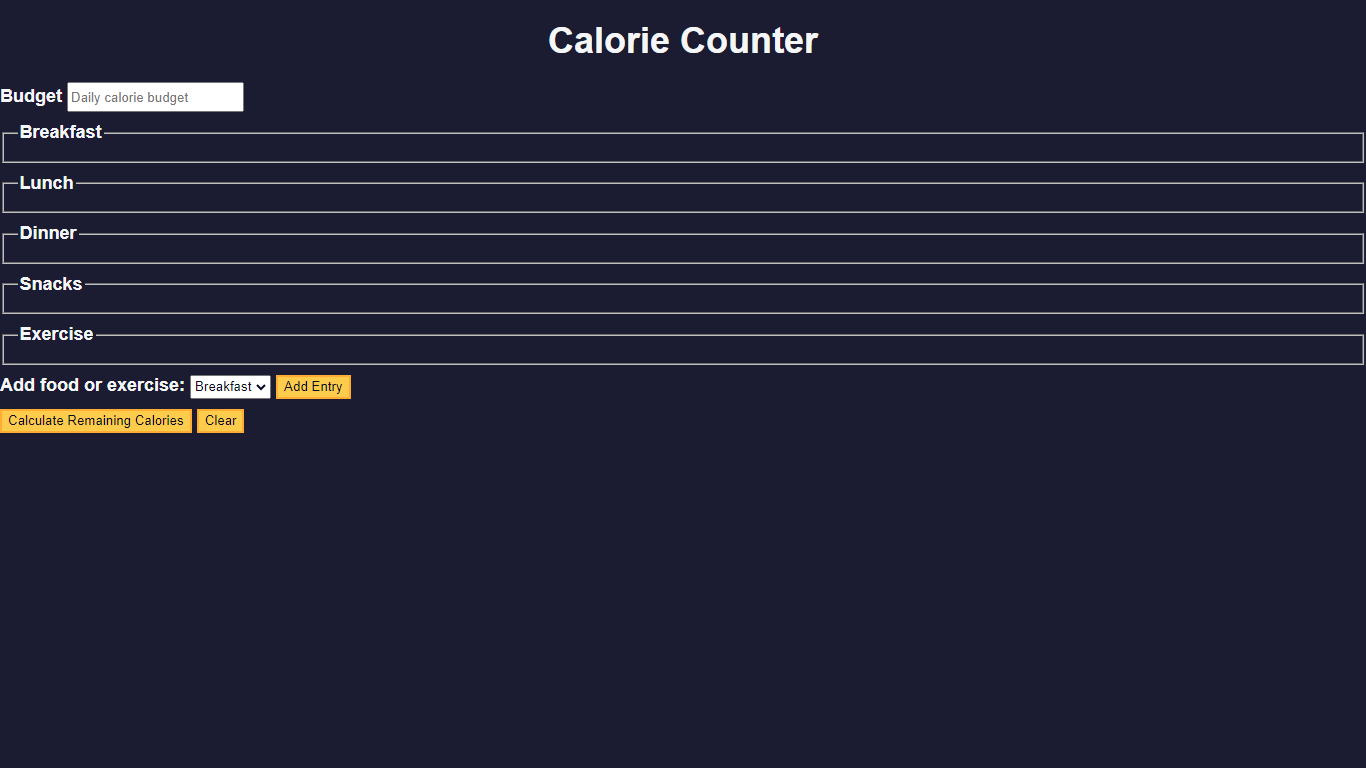 Calorie Counter
Budget Daily calorie budget
Breakfast
Lunch
Dinner
Snacks
Exercise
Add food or exercise: Breakfast Add Entry
Calculate Remaining Calories Clear